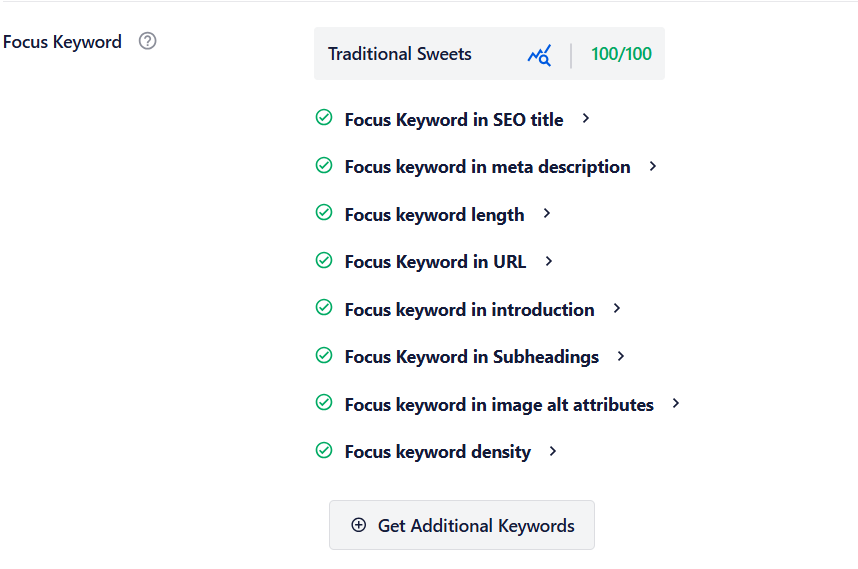 Focus Keyword
Traditional Sweets 100/100
Focus Keyword in SEO title
Focus keyword in meta description
Focus keyword length
Focus Keyword in URL
Focus keyword in introduction
Focus Keyword in Subheadings
Focus keyword in image alt attributes
Focus keyword density
Get Additional Keywords